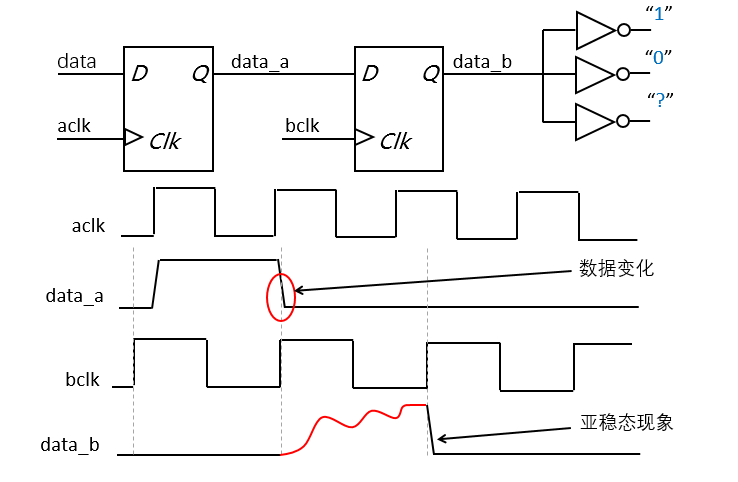 data
D
Q
data_a
D
Q
data_b
“1”
“0”
“?”
aclk
Clk
bclk
Clk
aclk
data_a
数据变化
bclk
data_b
亚稳态现象